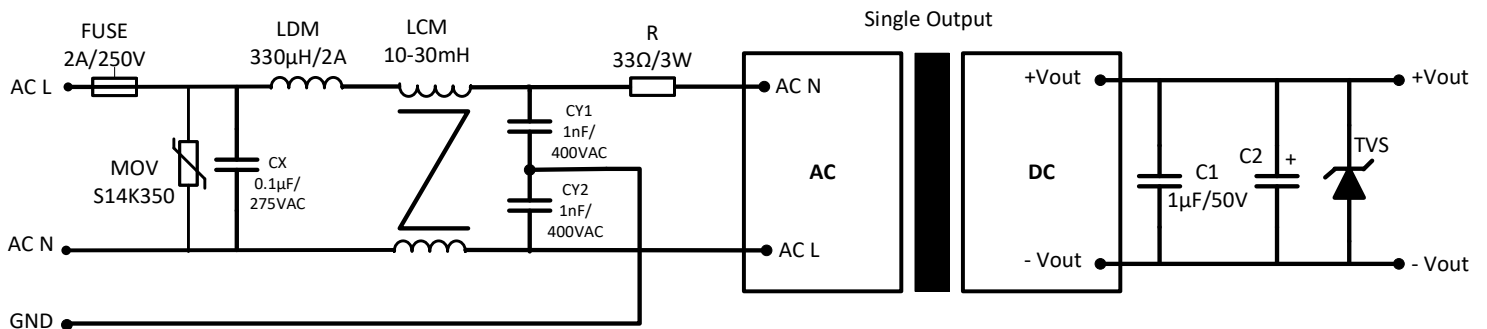 Single Output
FUSE
2A/250V
LDM
330µH/2A
LCM
10-30mH
R
33Ω/3W
AC L
AC N
+Vout
+Vout
CY1
1nF/
400VAC
MOV
S14K350
CX
0.1µF/
275VAC
AC
DC
C1
1µF/50V
C2
+
TVS
CY2
1nF/
400VAC
AC N
AC L
- Vout
- Vout
GND